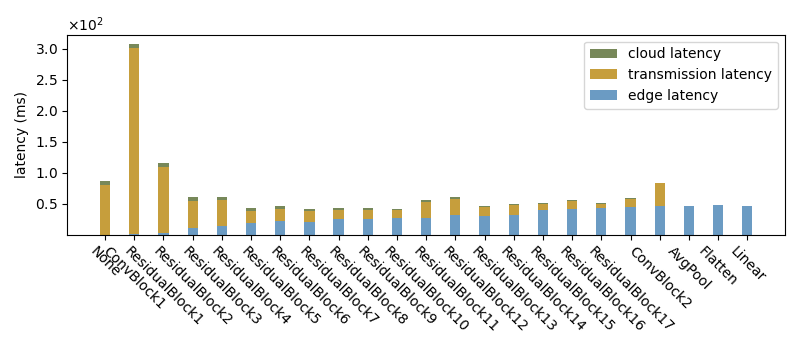 ×10²
3.0
2.5
2.0
1.5
1.0
0.5
latency (ms)
cloud latency
transmission latency
edge latency
None
ConvBlock1
ResidualBlock1
ResidualBlock2
ResidualBlock3
ResidualBlock4
ResidualBlock5
ResidualBlock6
ResidualBlock7
ResidualBlock8
ResidualBlock9
ResidualBlock10
ResidualBlock11
ResidualBlock12
ResidualBlock13
ResidualBlock14
ResidualBlock15
ResidualBlock16
ResidualBlock17
ConvBlock2
AvgPool
Flatten
Linear